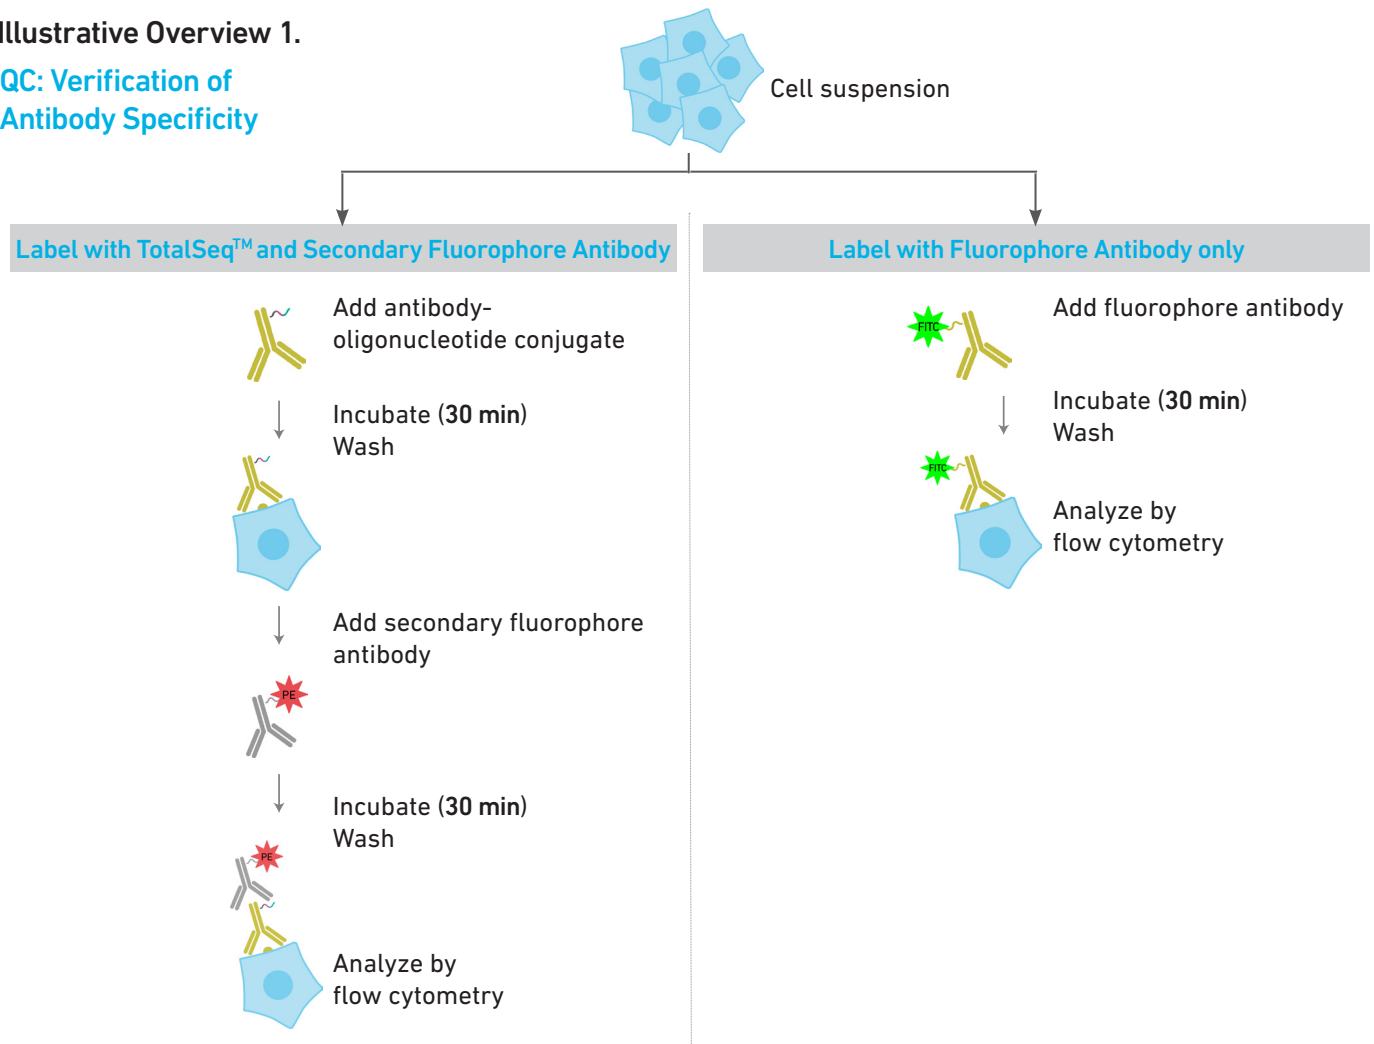 Illustrative Overview 1.
QC: Verification of
Antibody Specificity
Cell suspension
Label with TotalSeq™ and Secondary Fluorophore Antibody
Add antibody-
oligonucleotide conjugate
Incubate (30 min)
Wash
Add secondary fluorophore
antibody
PE
Incubate (30 min)
Wash
PE
Analyze by
flow cytometry
Label with Fluorophore Antibody only
FITC
Add fluorophore antibody
Incubate (30 min)
Wash
FITC
Analyze by
flow cytometry